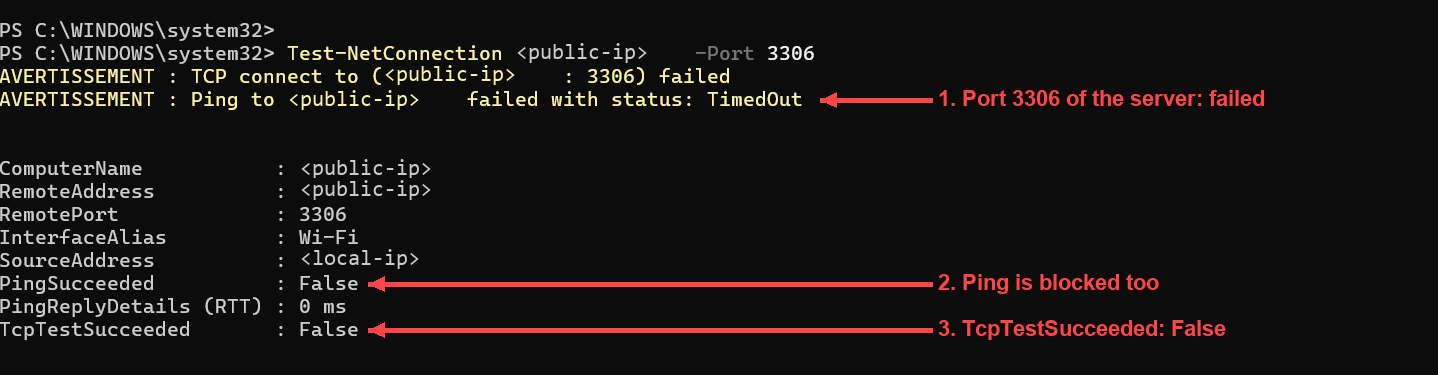 PS C:\WINDOWS\system32>
PS C:\WINDOWS\system32> Test-NetConnection <public-ip> -Port 3306
AVERTISSEMENT : TCP connect to (<public-ip> : 3306) failed
AVERTISSEMENT : Ping to <public-ip> failed with status: TimedOut
1. Port 3306 of the server: failed
ComputerName : <public-ip>
RemoteAddress : <public-ip>
RemotePort : 3306
InterfaceAlias : Wi-Fi
SourceAddress : <local-ip>
PingSucceeded : False
2. Ping is blocked too
PingReplyDetails (RTT) : 0 ms
TcpTestSucceeded : False
3. TcpTestSucceeded: False